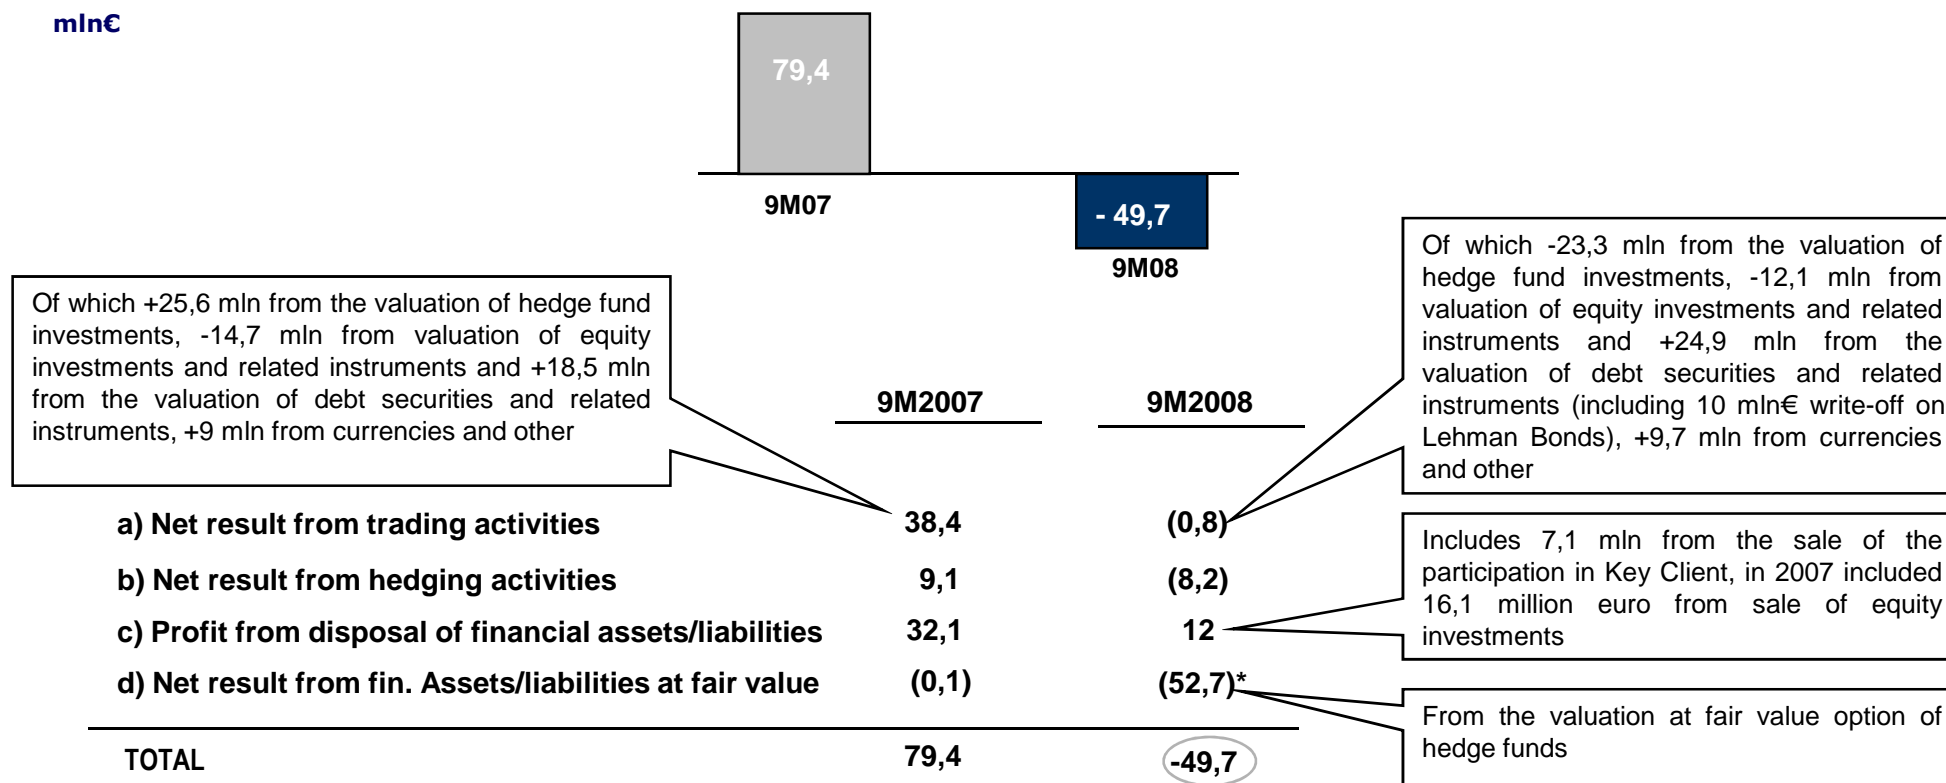 mln€
79,4
9M07
- 49,7
9M08
Of which +25,6 mln from the valuation of hedge fund
investments, -14,7 mln from valuation of equity
investments and related instruments and +18,5 mln
from the valuation of debt securities and related
instruments, +9 mln from currencies and other
Of which -23,3 mln from the valuation of
hedge fund investments, -12,1 mln from
valuation of equity investments and related
instruments and +24,9 mln from the
valuation of debt securities and related
instruments (including 10 mln€ write-off on
Lehman Bonds), +9,7 mln from currencies
and other
9M2007 9M2008
a) Net result from trading activities 38,4 (0,8)
b) Net result from hedging activities 9,1 (8,2)
c) Profit from disposal of financial assets/liabilities 32,1 12
d) Net result from fin. Assets/liabilities at fair value (0,1) (52,7)*
TOTAL 79,4 -49,7
Includes 7,1 mln from the sale of the
participation in Key Client, in 2007 included
16,1 million euro from sale of equity
investments
From the valuation at fair value option of
hedge funds